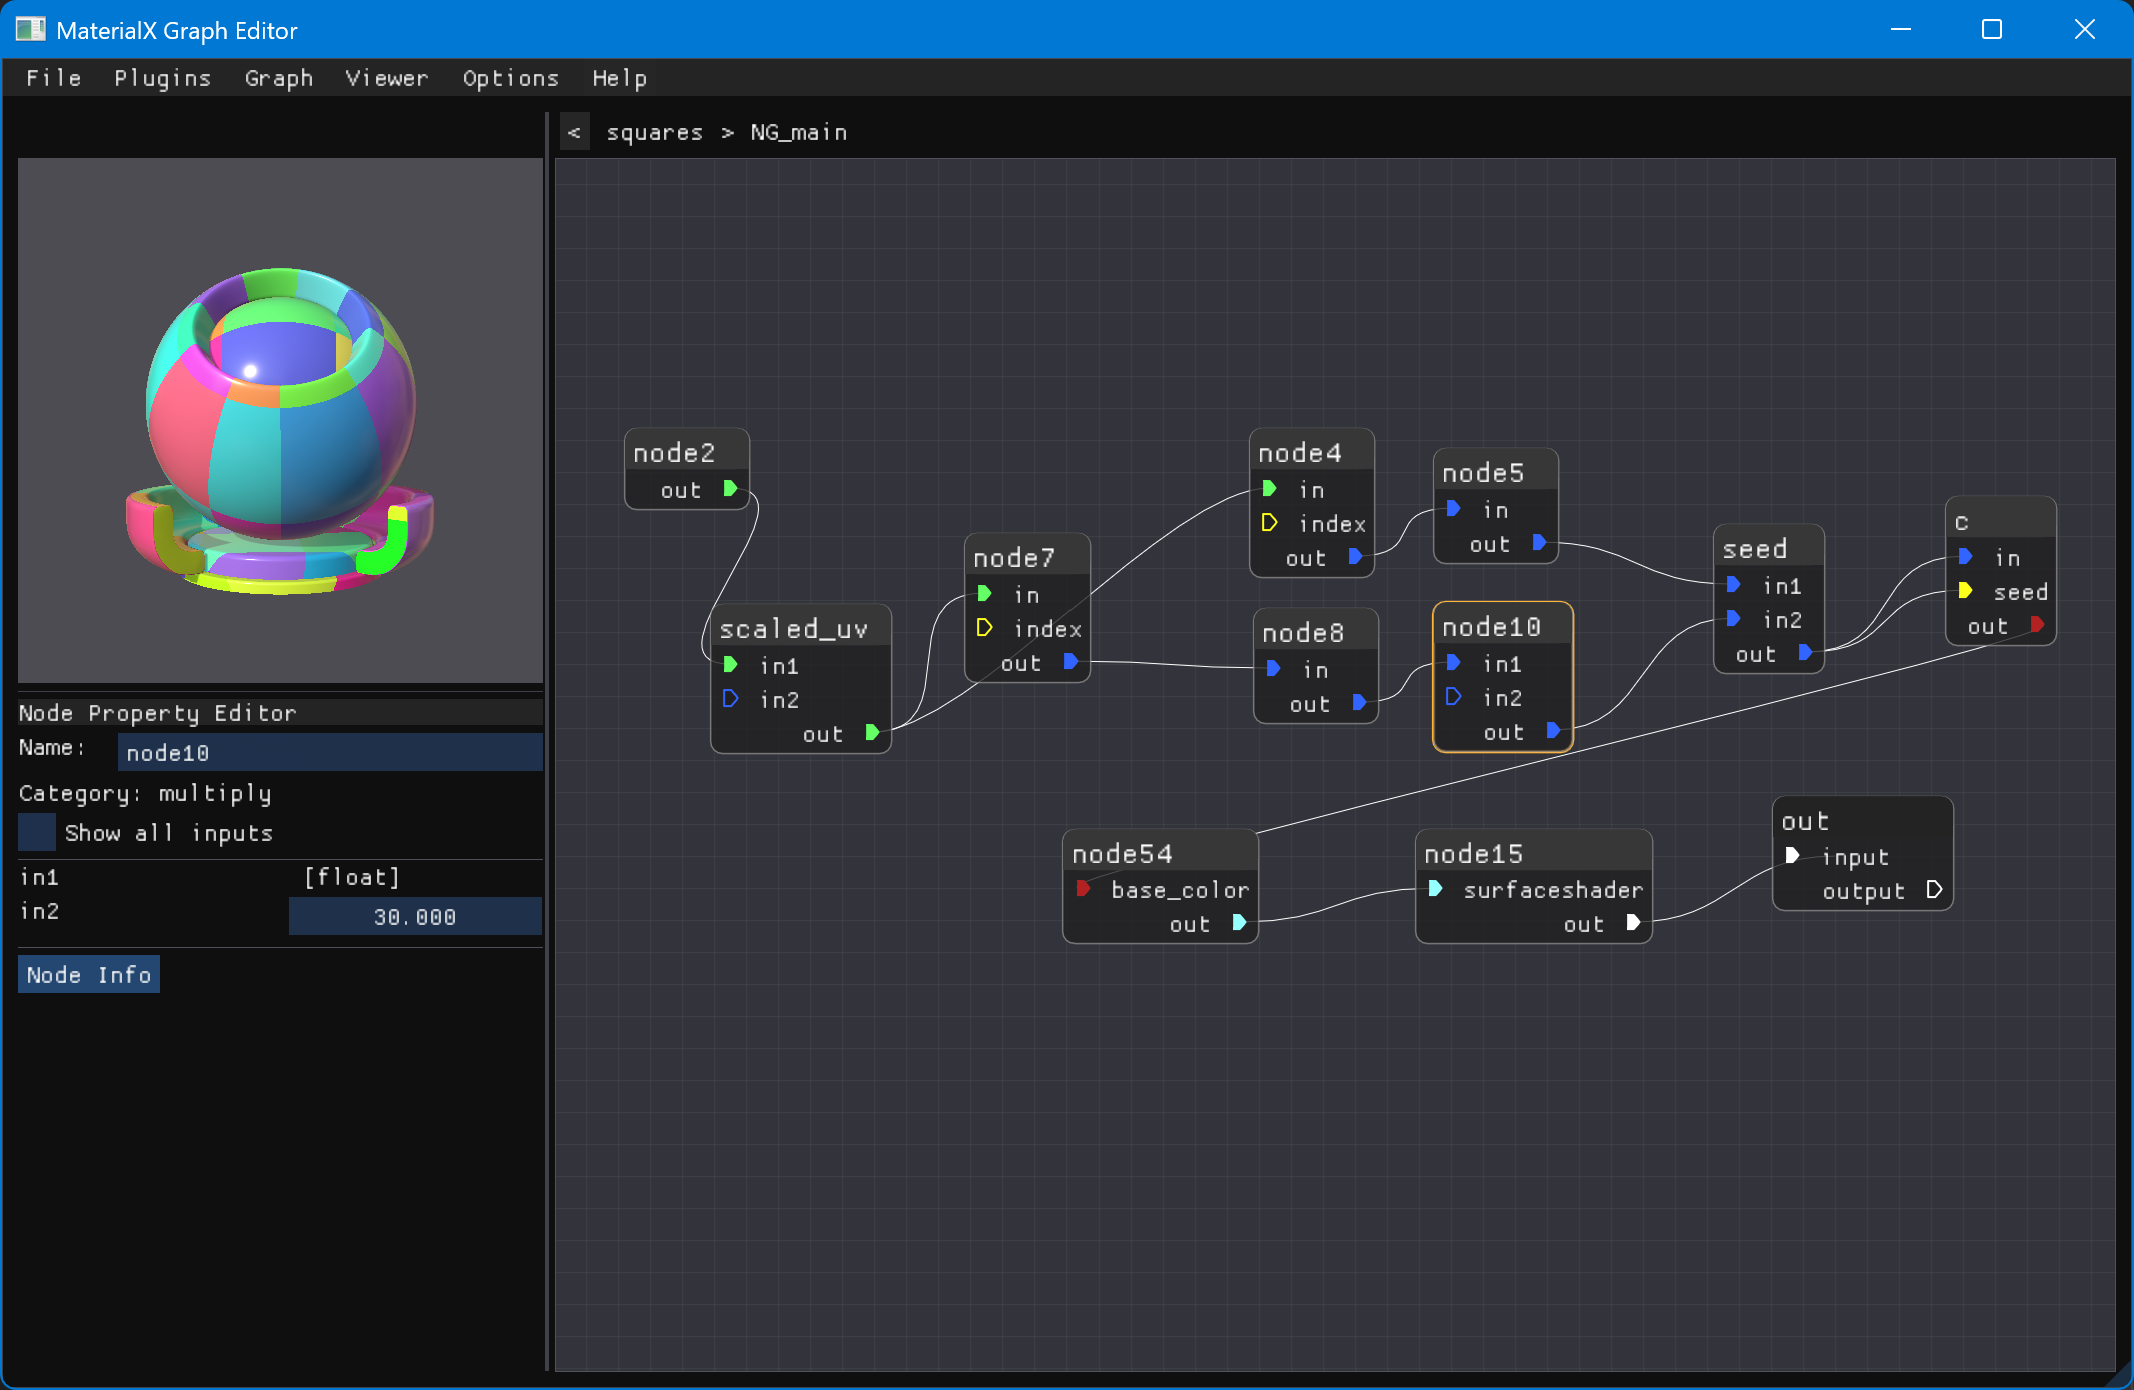 MaterialX Graph Editor
File Plugins Graph Viewer Options Help
< squares > NG_main
Node Property Editor
Name: node10
Category: multiply
Show all inputs
in1 [float]
in2 30.000
Node Info
node2
out
scaled_uv
in1
in2
out
node7
in
index
out
node4
in
index
out
node5
in
out
node8
in
out
node10
in1
in2
out
seed
in1
in2
out
c
in
seed
out
node54
base_color
out
node15
surfaceshader
out
out
input
output